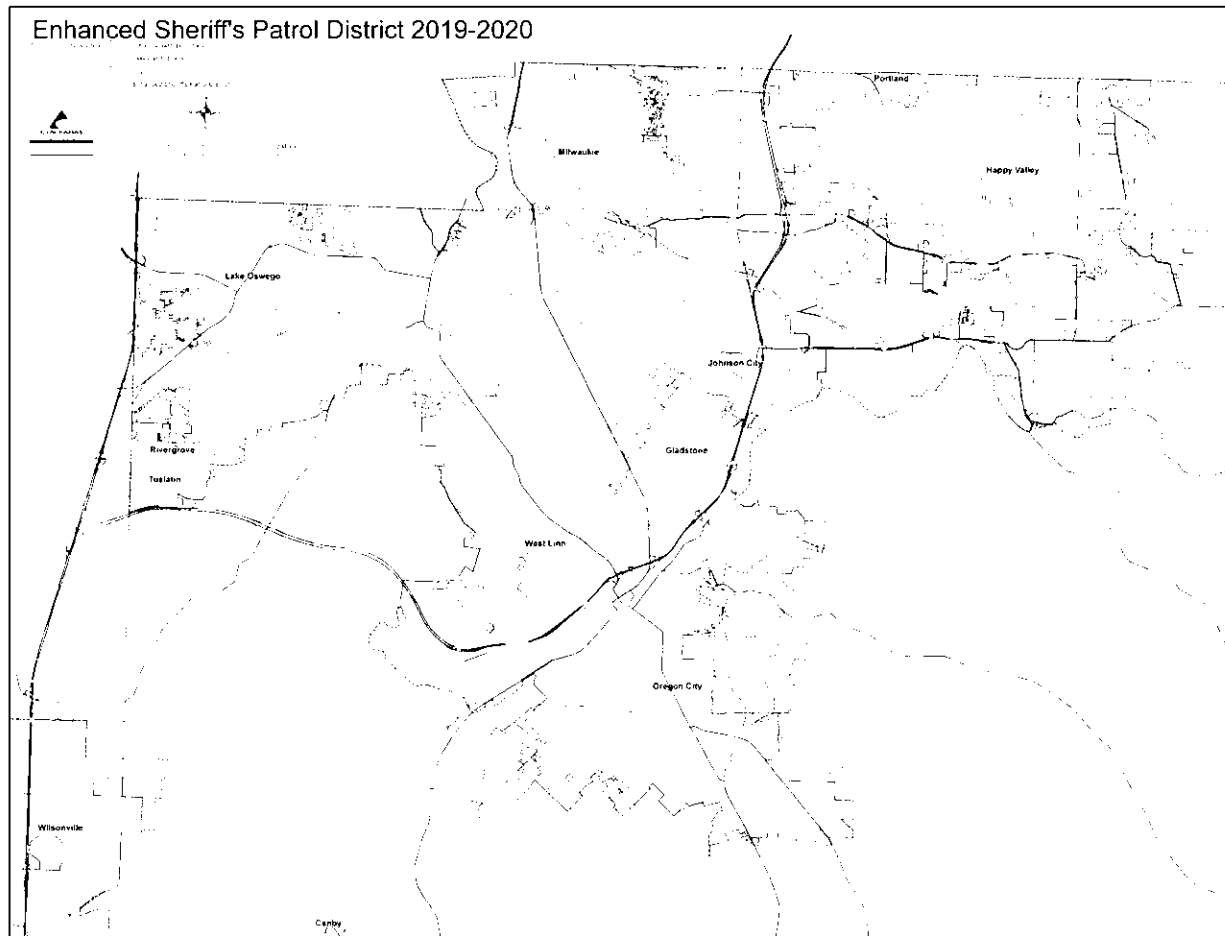 Enhanced Sheriff's Patrol District 2019-2020
Portland
Milwaukie
Happy Valley
Lake Oswego
Johnson City
Rivergrove
Gladstone
Tualatin
West Linn
Oregon City
Wilsonville
Canby